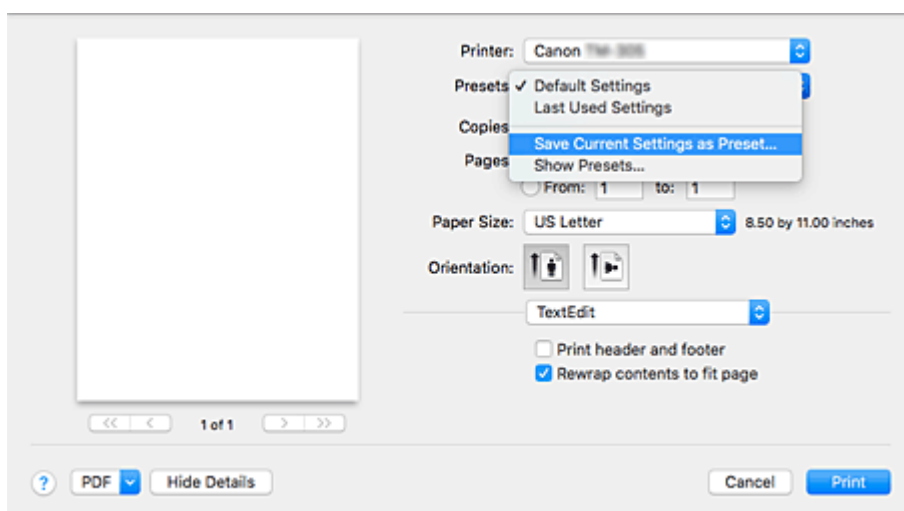 Printer: Canon
Presets ✓ Default Settings
Last Used Settings
Save Current Settings as Preset...
Show Presets...
Copies
Pages
From: 1 to: 1
Paper Size: US Letter 8.50 by 11.00 inches
Orientation:
TextEdit
Print header and footer
Rewrap contents to fit page
1 of 1
? PDF Hide Details Cancel Print